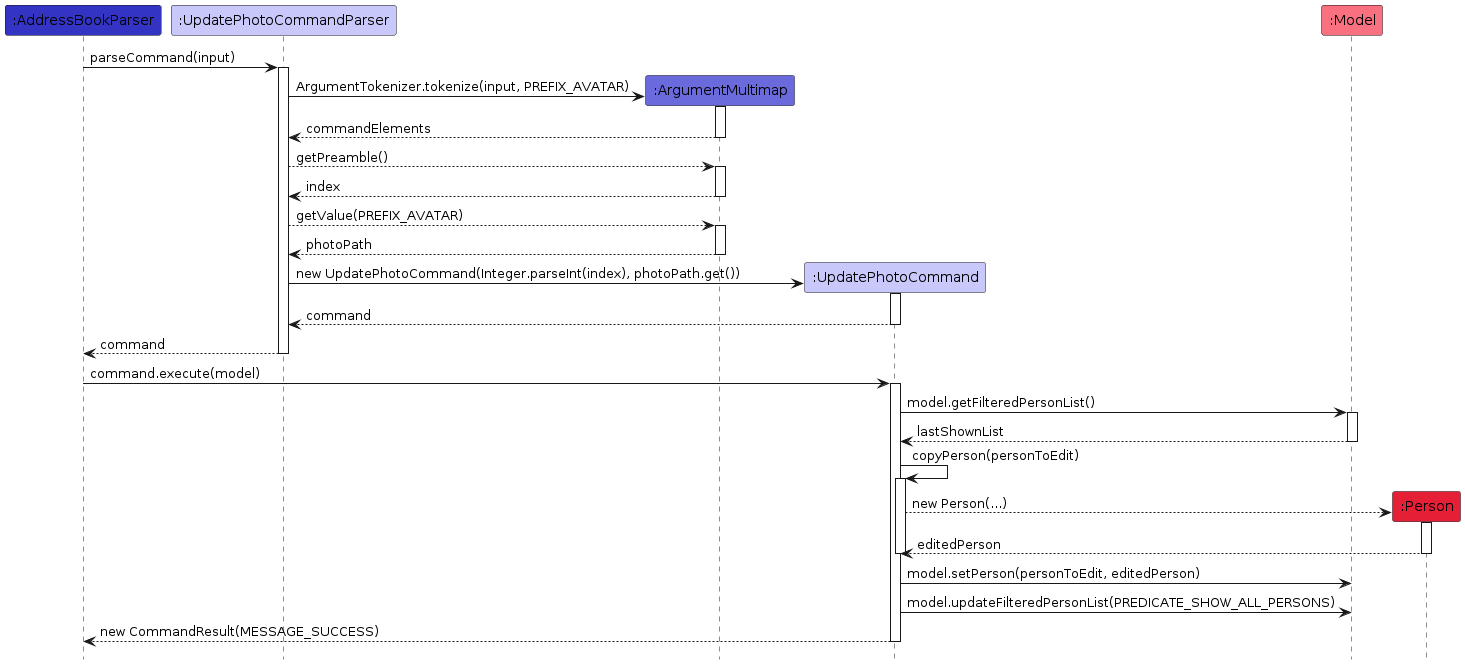 :AddressBookParser
:UpdatePhotoCommandParser
:Model
parseCommand(input)
ArgumentTokenizer.tokenize(input, PREFIX_AVATAR)
:ArgumentMultimap
commandElements
getPreamble()
index
getValue(PREFIX_AVATAR)
photoPath
new UpdatePhotoCommand(Integer.parseInt(index), photoPath.get())
:UpdatePhotoCommand
command
command
command.execute(model)
model.getFilteredPersonList()
lastShownList
copyPerson(personToEdit)
new Person(...)
:Person
editedPerson
model.setPerson(personToEdit, editedPerson)
model.updateFilteredPersonList(PREDICATE_SHOW_ALL_PERSONS)
new CommandResult(MESSAGE_SUCCESS)